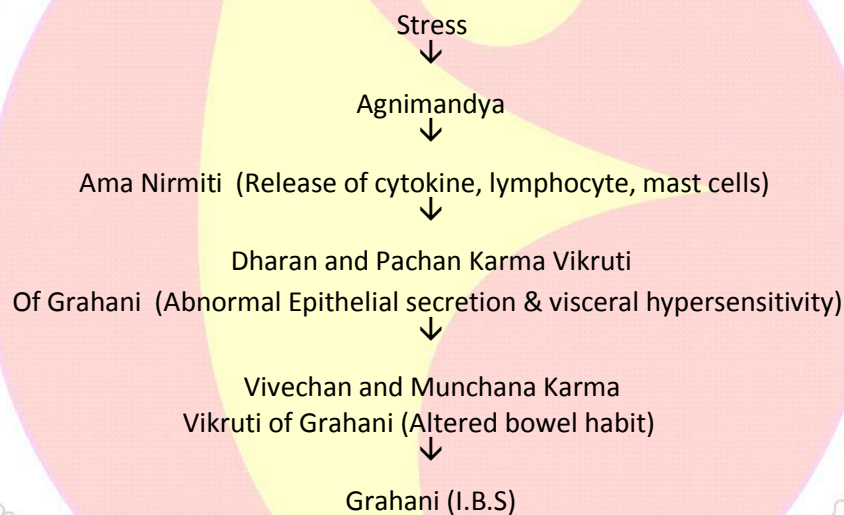 Stress
↓
Agnimandya
↓
Ama Nirmiti (Release of cytokine, lymphocyte, mast cells)
↓
Dharan and Pachan Karma Vikruti
Of Grahani (Abnormal Epithelial secretion & visceral hypersensitivity)
↓
Vivechan and Munchana Karma
Vikruti of Grahani (Altered bowel habit)
↓
Grahani (I.B.S)